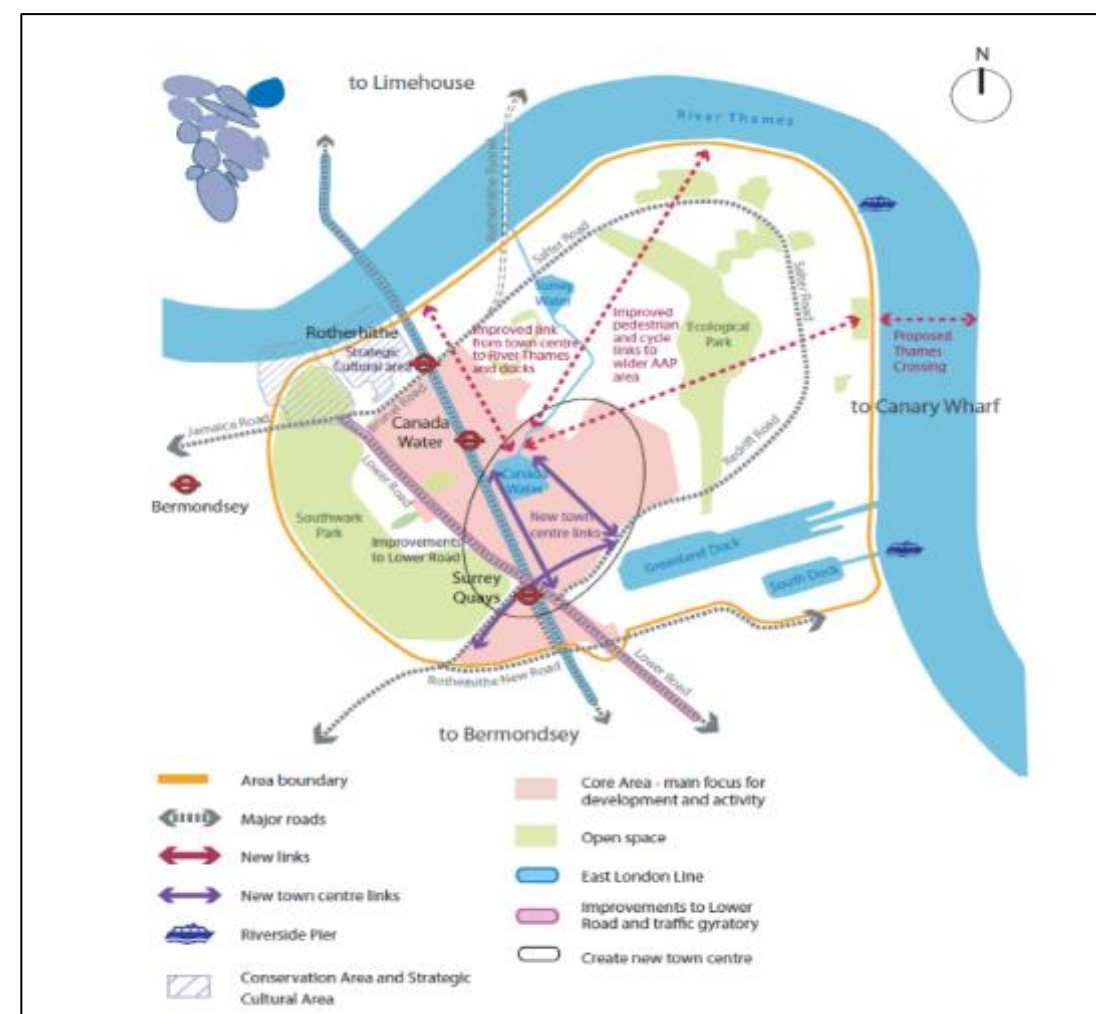 N
to Limehouse
River Thames
Rotherhithe Tunnel
Salter Road
Surrey
Water
Salter Road
Rotherhithe
Strategic
Cultural area
Improved link
from town centre
to River Thames
and docks
Improved
pedestrian
and cycle
links to
wider AAP
area
Ecological
Park
Proposed
Thames
Crossing
to Canary Wharf
Jamaica Road
Brunel Road
Canada
Water
Lower Road
Redriff Road
Bermondsey
Canada
Water
Southwark
Park
New town
centre links
Improvements
to Lower Road
Greenland Dock
South Dock
Surrey
Quays
Rotherhithe New Road
Lower Road
to Bermondsey
Area boundary
Major roads
New links
New town centre links
Riverside Pier
Conservation Area and Strategic
Cultural Area
Core Area - main focus for
development and activity
Open space
East London Line
Improvements to Lower
Road and traffic gyratory
Create new town centre